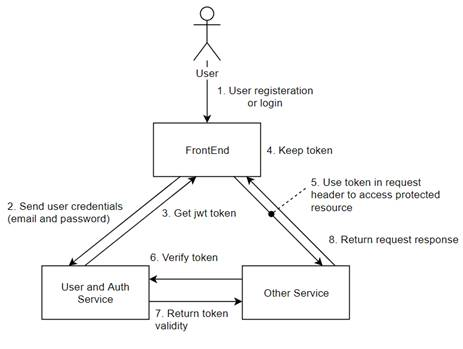 User
1. User registeration
or login
FrontEnd
4. Keep token
5. Use token in request
header to access protected
resource
2. Send user credentials
(email and password)
3. Get jwt token
8. Return request response
6. Verify token
User and Auth
Service
Other Service
7. Return token
validity